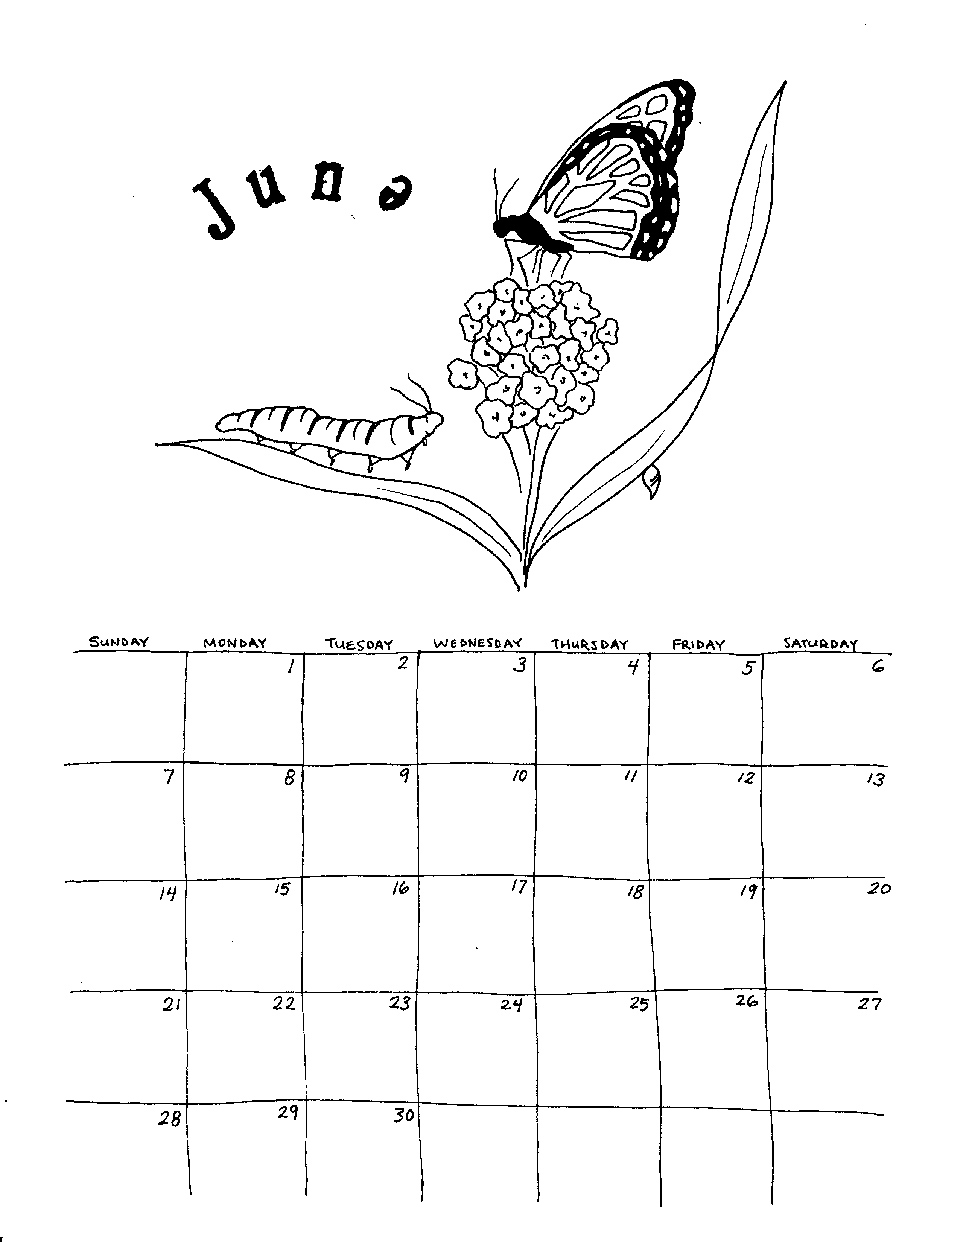 June
SUNDAY MONDAY TUESDAY WEDNESDAY THURSDAY FRIDAY SATURDAY
1 2 3 4 5 6
7 8 9 10 11 12 13
14 15 16 17 18 19 20
21 22 23 24 25 26 27
28 29 30